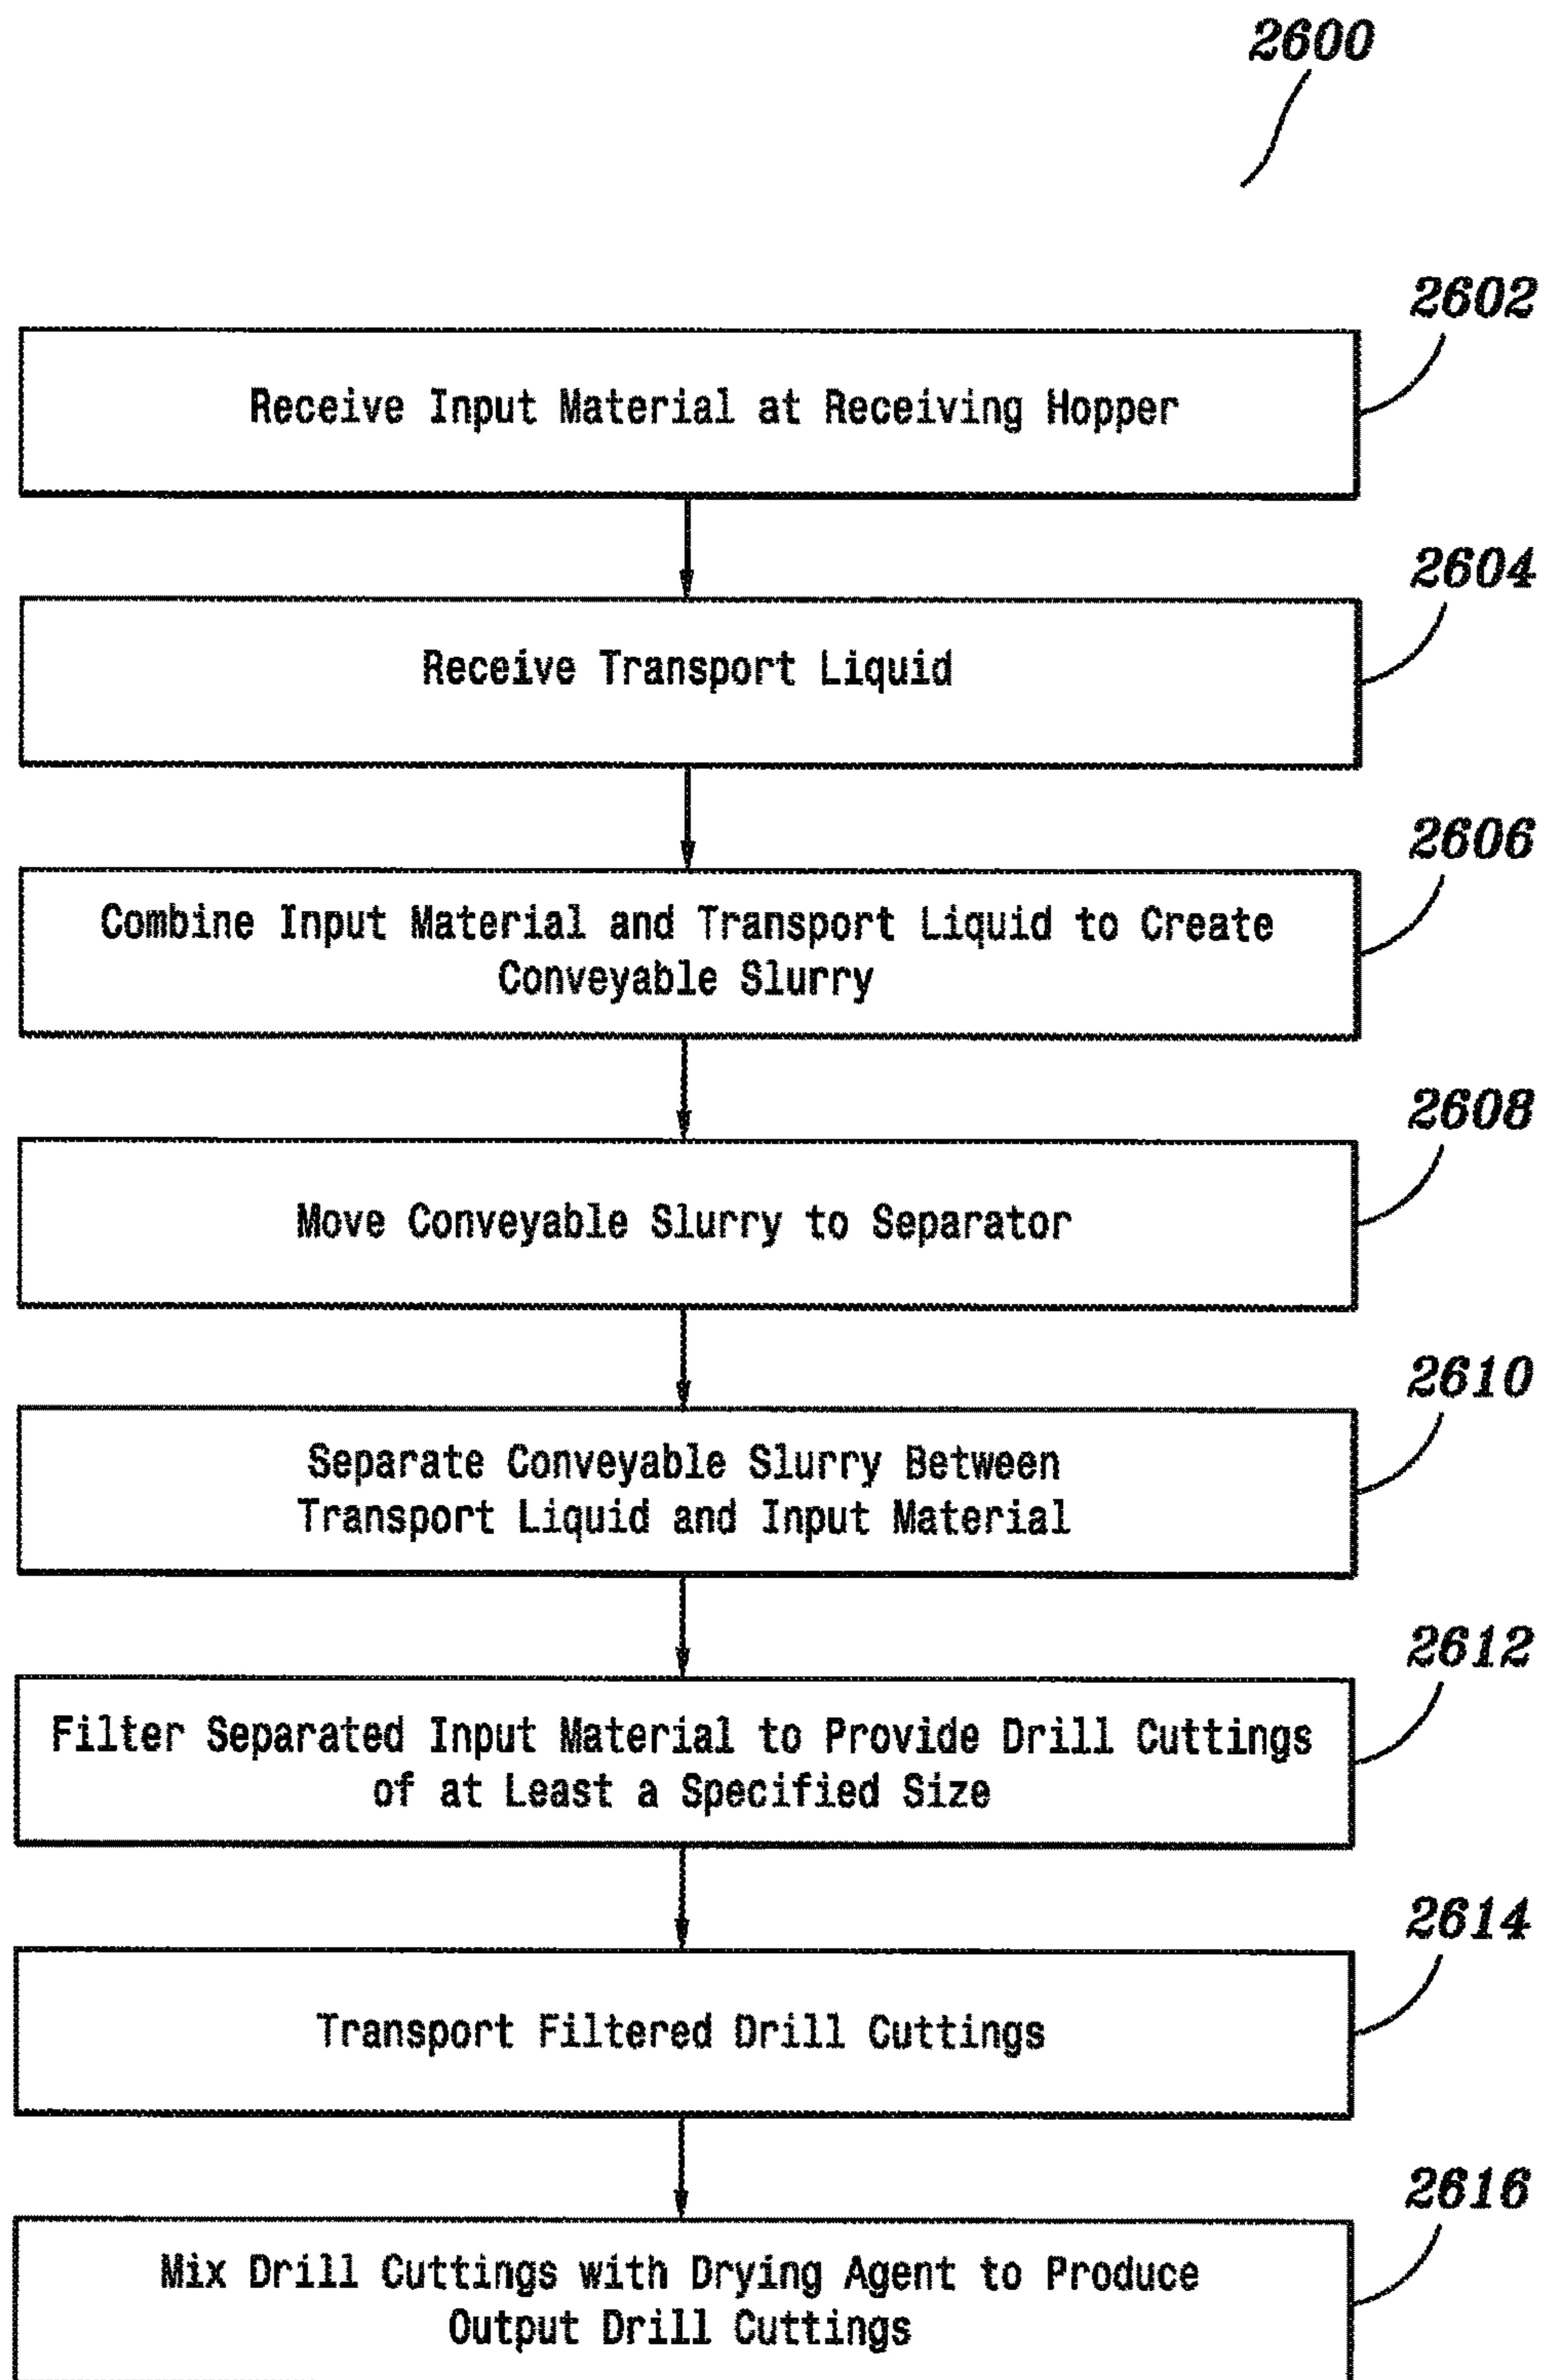 2600
2602
Receive Input Material at Receiving Hopper
2604
Receive Transport Liquid
2606
Combine Input Material and Transport Liquid to Create
Conveyable Slurry
2608
Move Conveyable Slurry to Separator
2610
Separate Conveyable Slurry Between
Transport Liquid and Input Material
2612
Filter Separated Input Material to Provide Drill Cuttings
of at Least a Specified Size
2614
Transport Filtered Drill Cuttings
2616
Mix Drill Cuttings with Drying Agent to Produce
Output Drill Cuttings